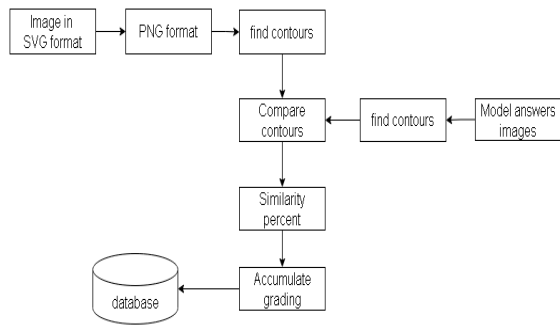 Image in
SVG format
PNG format
find contours
Compare
contours
find contours
Model answers
images
Similarity
percent
Accumulate
grading
database